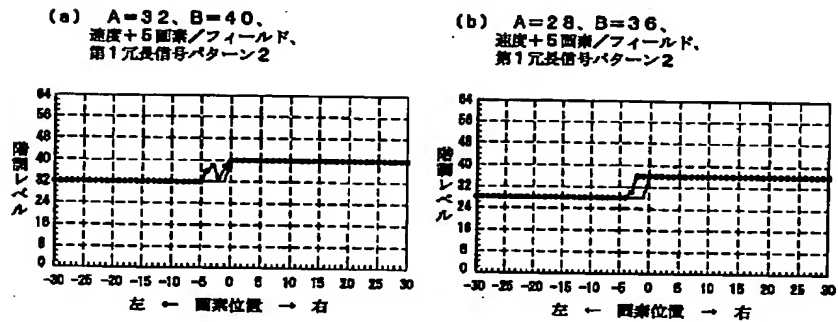 (a) A=32、B=40、
速度+5画素/フィールド、
第1冗長信号パターン2
64
56
48
40
32
24
16
8
0
階調レベル
-30 -25 -20 -15 -10 -5 0 5 10 15 20 25 30
左 ← 画素位置 → 右
(b) A=28、B=36、
速度+5画素/フィールド、
第1冗長信号パターン2
64
56
48
40
36
28
24
16
8
0
階調レベル
-30 -25 -20 -15 -10 -5 0 5 10 15 20 25 30
左 ← 画素位置 → 右